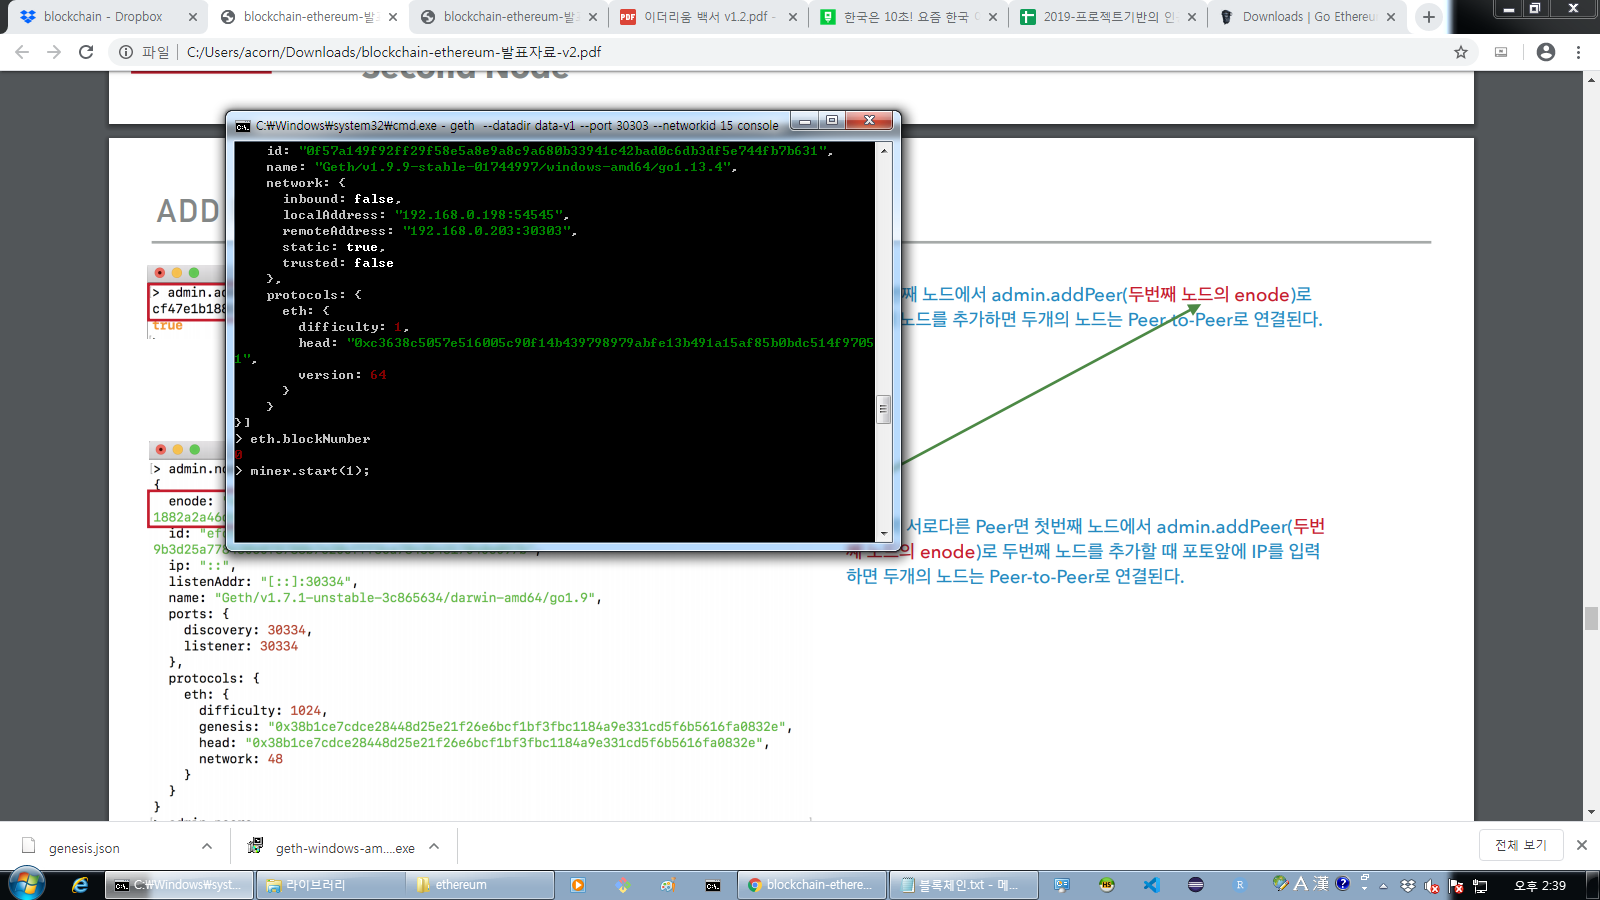 blockchain - Dropbox
blockchain-ethereum-발표
blockchain-ethereum-발표
이더리움 백서 v1.2.pdf -
한국은 10초! 요즘 한국
2019-프로젝트기반의 인
Downloads | Go Ethereu
파일 C:/Users/acorn/Downloads/blockchain-ethereum-발표자료-v2.pdf
Second Node
C:₩Windows₩system32₩cmd.exe - geth --datadir data-v1 --port 30303 --networkid 15 console
id: "0f57a149f92ff29f58e5a8e9a8c9a680b33941c42bad0c6db3df5e744fb7b631",
name: "Geth/v1.9.9-stable-01744997/windows-amd64/go1.13.4",
network: {
inbound: false,
localAddress: "192.168.0.198:54545",
remoteAddress: "192.168.0.203:30303",
static: true,
trusted: false
},
protocols: {
eth: {
difficulty: 1,
head: "0xc3638c5057e516005c90f14b439798979abfe13b491a15af85b0bdc514f9705
1",
version: 64
}
}
}]
> eth.blockNumber
0
> miner.start(1);
ADD
> admin.ad
cf47e1b188
true
째 노드에서 admin.addPeer(두번째 노드의 enode)로
노드를 추가하면 두개의 노드는 Peer-to-Peer로 연결된다.
> admin.no
{
enode:
1882a2a46
id: "ef
9b3d25a77
ip: "::",
listenAddr: "[::]:30334",
name: "Geth/v1.7.1-unstable-3c865634/darwin-amd64/go1.9",
ports: {
discovery: 30334,
listener: 30334
},
protocols: {
eth: {
difficulty: 1024,
genesis: "0x38b1ce7cdce28448d25e21f26e6bcf1bf3fbc1184a9e331cd5f6b5616fa0832e",
head: "0x38b1ce7cdce28448d25e21f26e6bcf1bf3fbc1184a9e331cd5f6b5616fa0832e",
network: 48
}
}
}
서로다른 Peer면 첫번째 노드에서 admin.addPeer(두번
째 노드의 enode)로 두번째 노드를 추가할 때 포토앞에 IP를 입력
하면 두개의 노드는 Peer-to-Peer로 연결된다.
genesis.json
geth-windows-am....exe
전체 보기
C:₩Windows₩syst...
라이브러리
ethereum
blockchain-ethere...
블록체인.txt - 메...
A 漢
오후 2:39